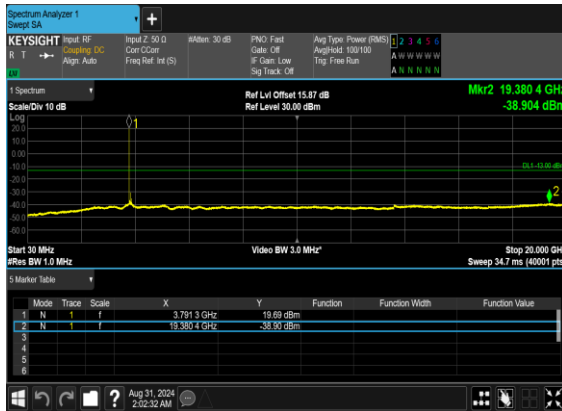 Spectrum Analyzer 1
Swept SA
+
KEYSIGHT Input: RF Input Z: 50 Ω #Atten: 30 dB PNO: Fast Avg Type: Power (RMS) 1 2 3 4 5 6
R T Coupling: DC Corr CCorr Gate: Off Avg|Hold: 100/100 A W W W W W
Align: Auto Freq Ref: Int (S) IF Gain: Low Trig: Free Run
LXI Sig Track: Off A N N N N N
1 Spectrum Ref Lvl Offset 15.87 dB Mkr2 19.380 4 GHz
Scale/Div 10 dB Ref Level 30.00 dBm -38.904 dBm
Log
1
20.0
10.0
0.00
-10.0 DL1 -13.00 dBm
-20.0
-30.0
2
-40.0
-50.0
-60.0
Start 30 MHz Video BW 3.0 MHz* Stop 20.000 GH
#Res BW 1.0 MHz Sweep 34.7 ms (40001 pts
5 Marker Table
Mode Trace Scale X Y Function Function Width Function Value
1 N 1 f 3.791 3 GHz 19.69 dBm
2 N 1 f 19.380 4 GHz -38.90 dBm
3
4
5
6
? Aug 31, 2024
2:02:32 AM